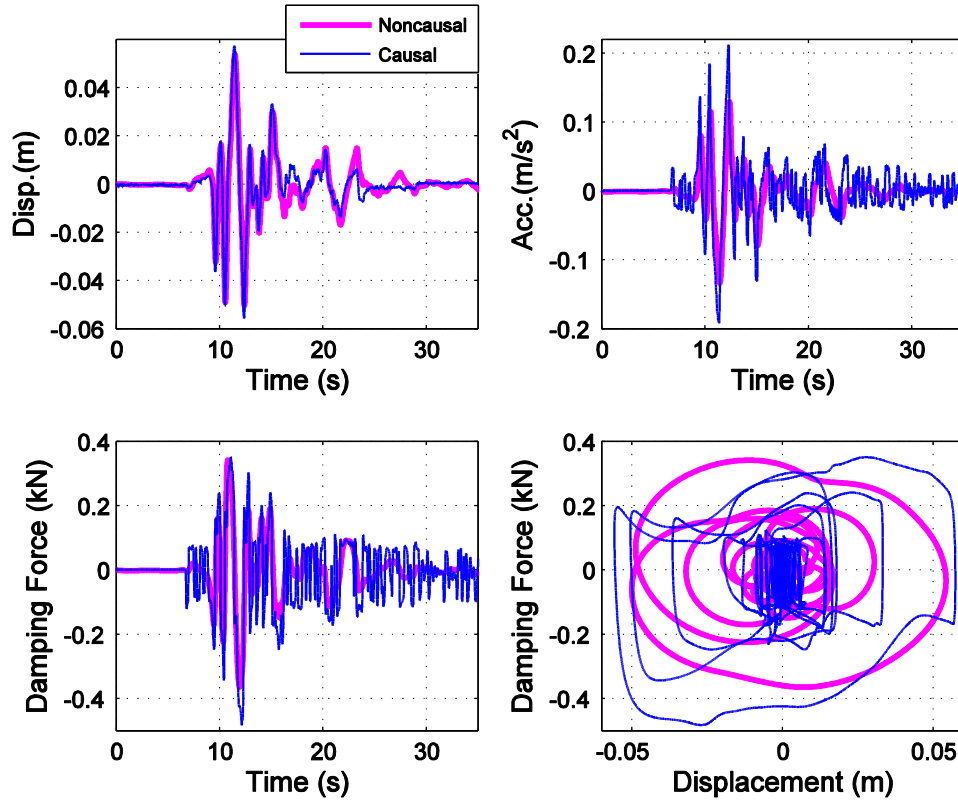 Noncausal
Causal
0.04
0.02
0
-0.02
-0.04
-0.06
0 10 20 30
Disp.(m)
Time (s)
0.2
0.1
0
-0.1
-0.2
0 10 20 30
Acc.(m/s²)
Time (s)
0.4
0.2
0
-0.2
-0.4
0 10 20 30
Damping Force (kN)
Time (s)
0.4
0.2
0
-0.2
-0.4
-0.05 0 0.05
Damping Force (kN)
Displacement (m)